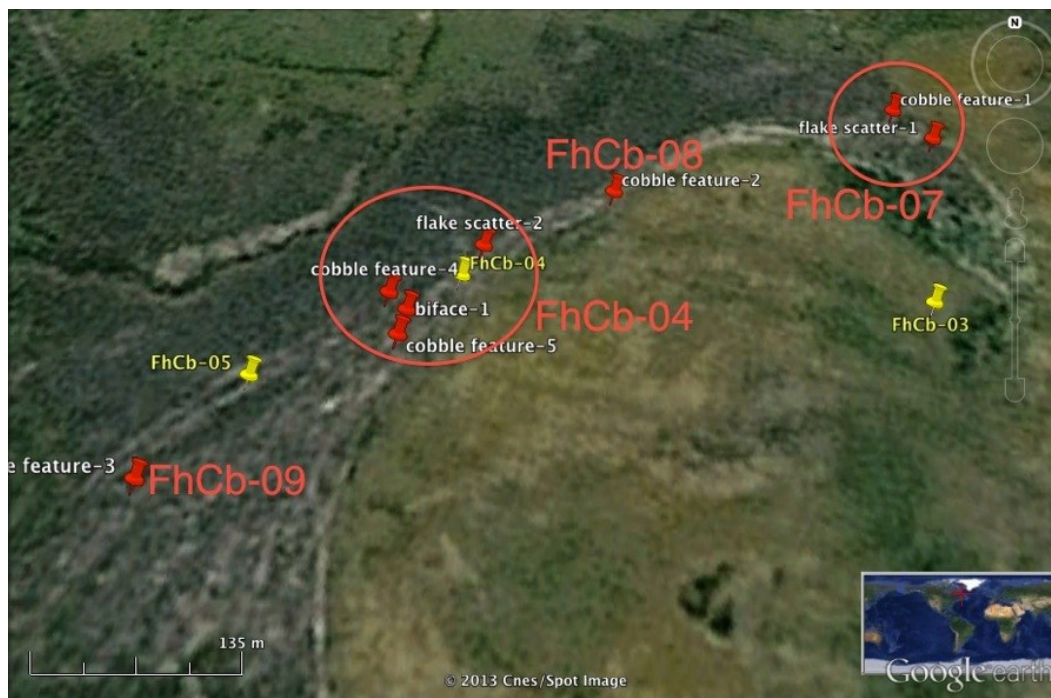 N
cobble feature-1
flake scatter-1
FhCb-08
cobble feature-2
FhCb-07
flake scatter-2
cobble feature-4
FhCb-04
biface-1
FhCb-04
FhCb-03
cobble feature-5
FhCb-05
e feature-3
FhCb-09
135 m
© 2013 Cnes/Spot Image
Google earth